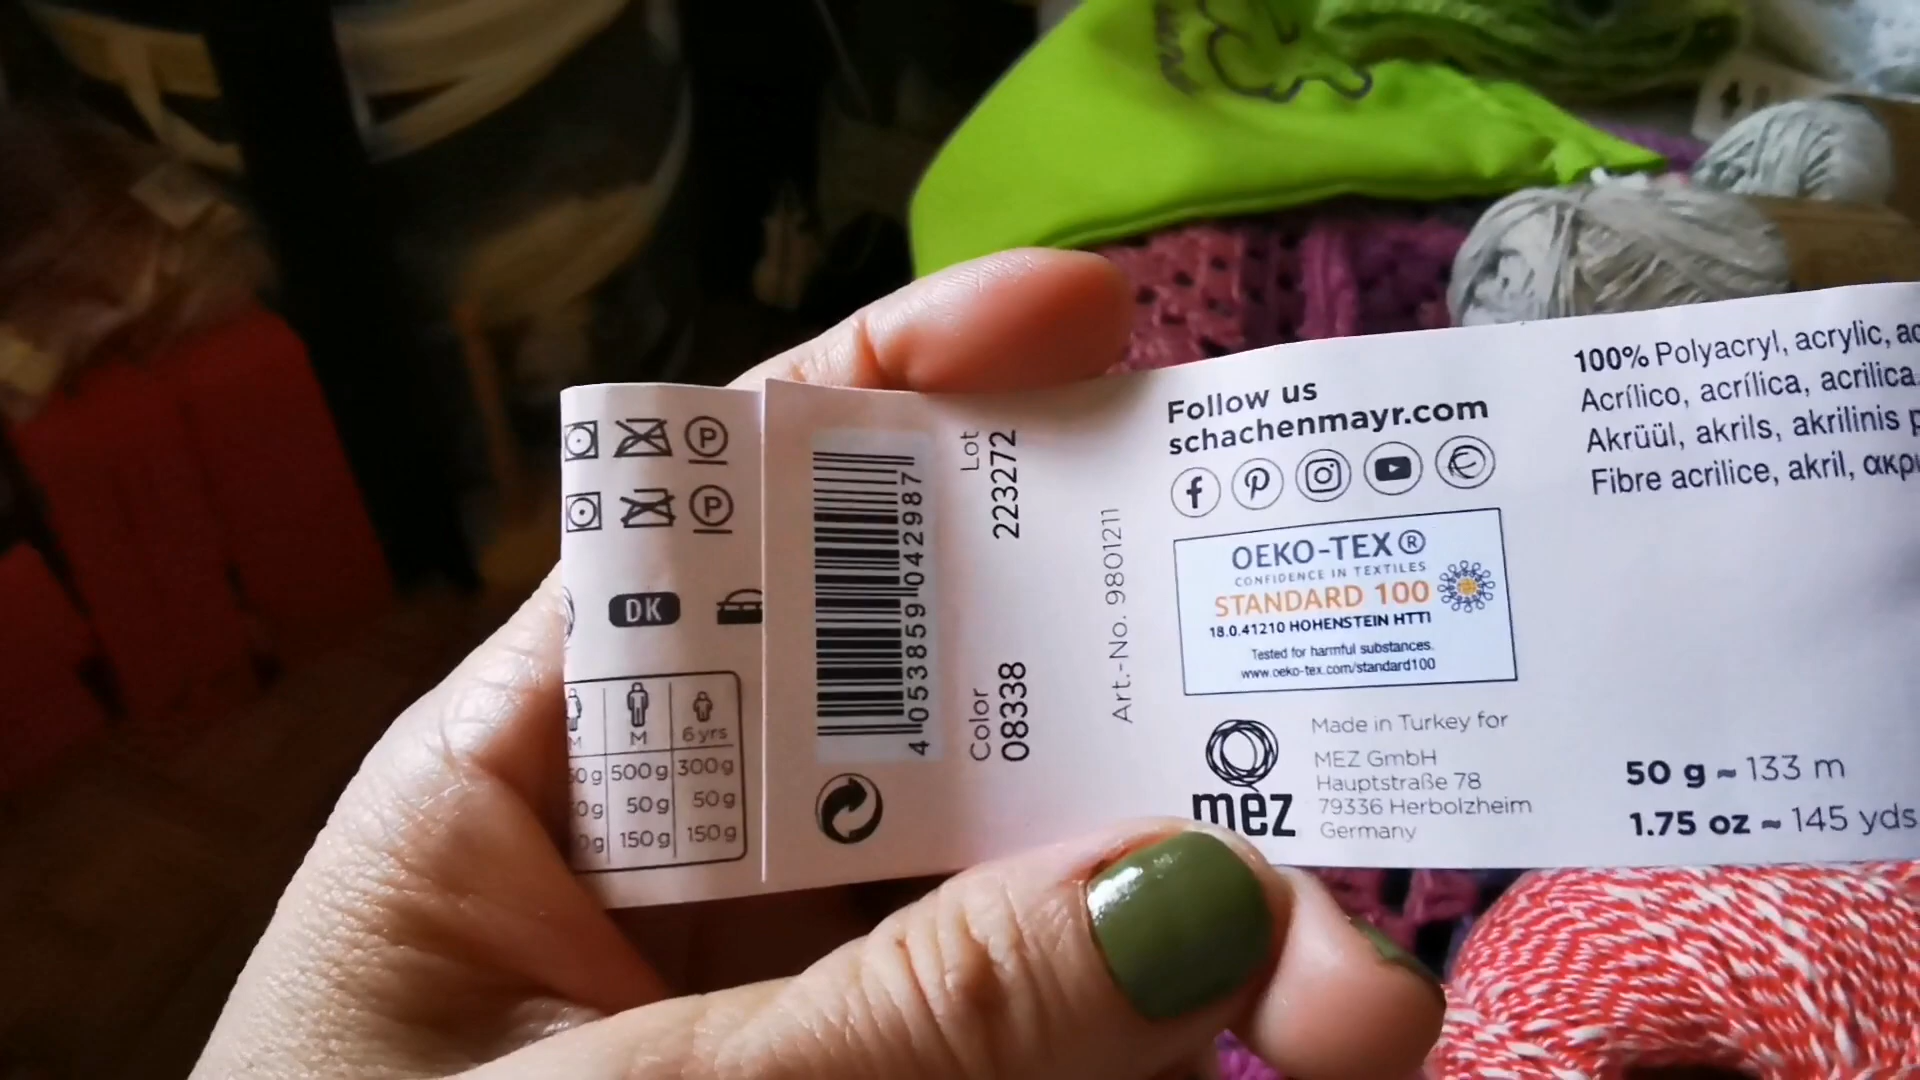 P
P
DK
M
M
6 yrs
500 g
300 g
50 g
50 g
150 g
150 g
4 053859 042987
Lot
223272
Color
08338
Art.-No. 9801211
Follow us
schachenmayr.com
OEKO-TEX®
CONFIDENCE IN TEXTILES
STANDARD 100
18.0.41210 HOHENSTEIN HTTI
Tested for harmful substances.
www.oeko-tex.com/standard100
mez
Made in Turkey for
MEZ GmbH
Hauptstraße 78
79336 Herbolzheim
Germany
100% Polyacryl, acrylic,
Acrílico, acrílica, acrilica
Akrüül, akrils, akrilinis
Fibre acrilice, akril,
50 g ≈ 133 m
1.75 oz ≈ 145 yds